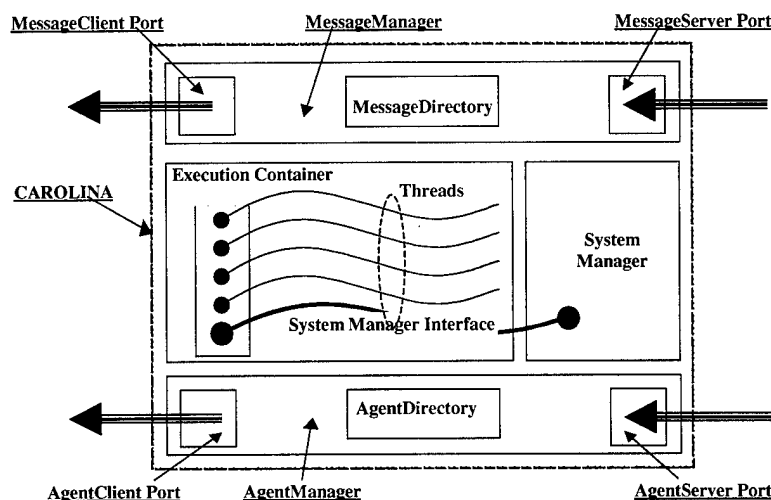 MessageClient Port
MessageManager
MessageServer Port
MessageDirectory
Execution Container
Threads
CAROLINA
System
Manager
System Manager Interface
AgentDirectory
AgentClient Port
AgentManager
AgentServer Port